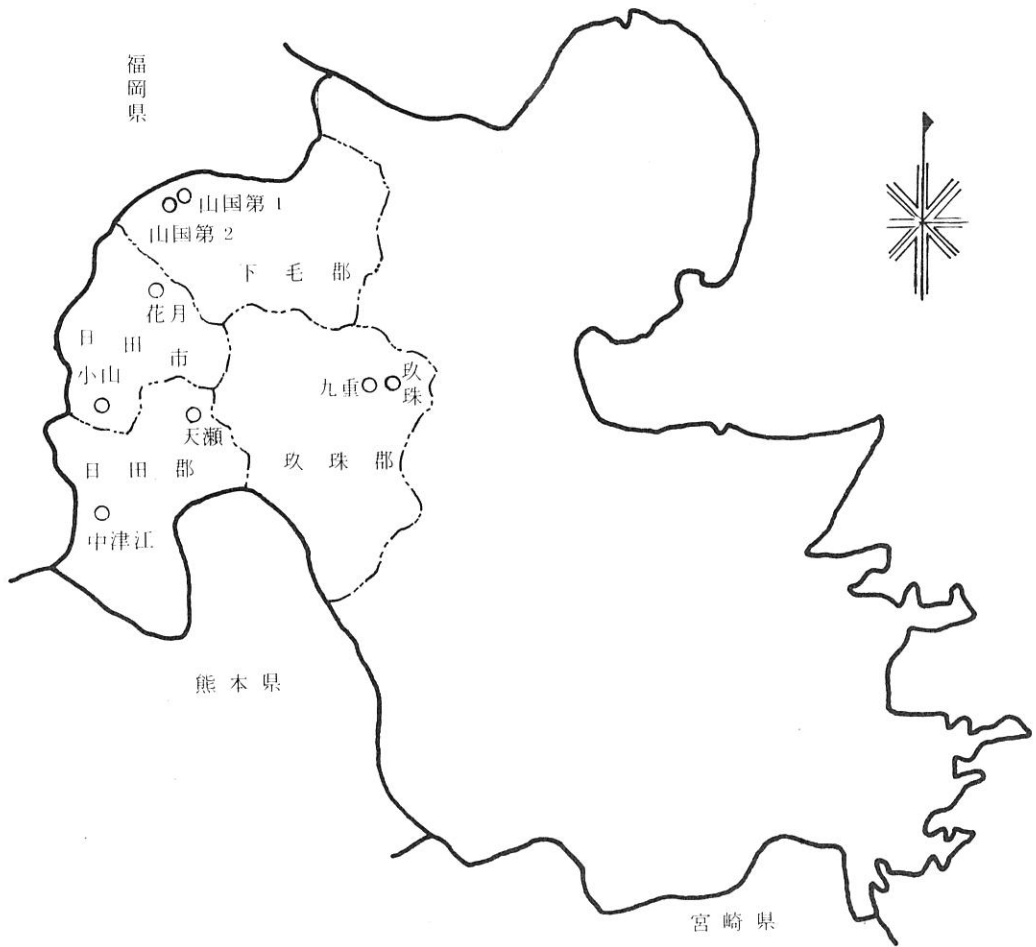 福岡県
山国第1
山国第2
下毛郡
花月
日田市
小山
九重
玖珠
天瀬
日田郡
玖珠郡
中津江
熊本県
宮崎県